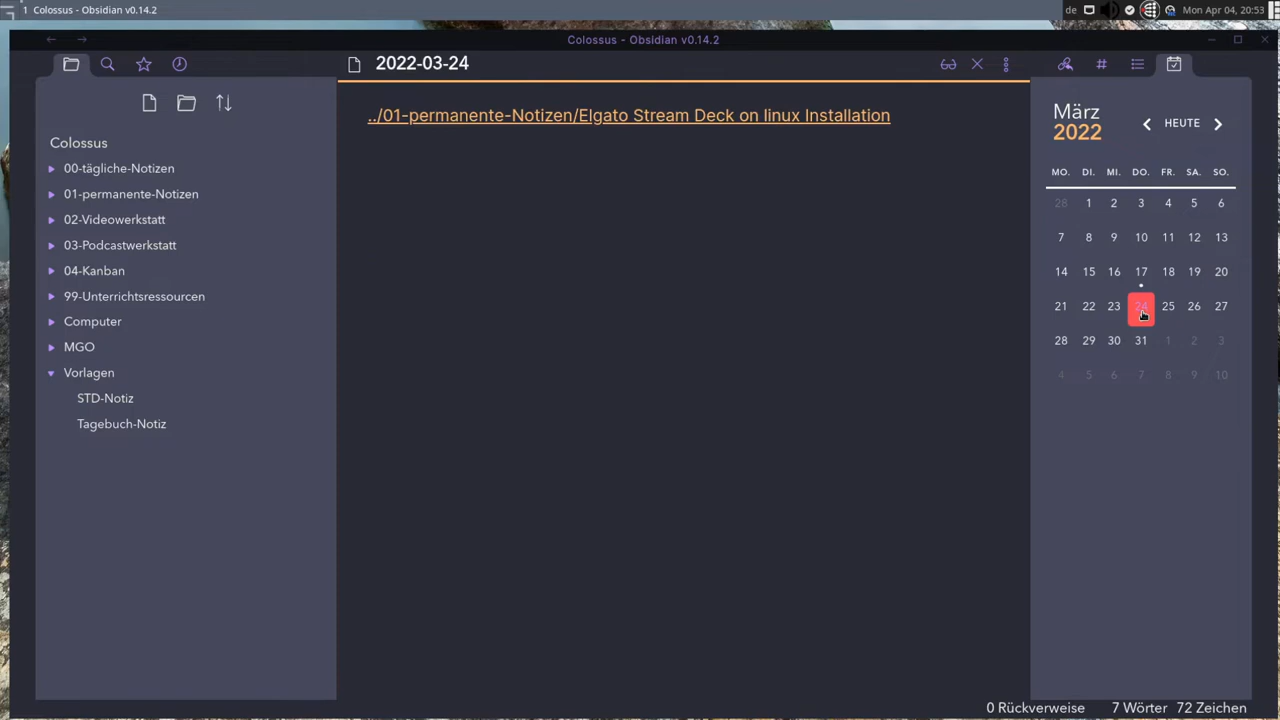 1 Colossus - Obsidian v0.14.2
de
Mon Apr 04, 20:53
Colossus - Obsidian v0.14.2
2022-03-24
../01-permanente-Notizen/Elgato Stream Deck on linux Installation
Colossus
00-tägliche-Notizen
01-permanente-Notizen
02-Videowerkstatt
03-Podcastwerkstatt
04-Kanban
99-Unterrichtsressourcen
Computer
MGO
Vorlagen
STD-Notiz
Tagebuch-Notiz
März
2022
HEUTE
MO. DI. MI. DO. FR. SA. SO.
28 1 2 3 4 5 6
7 8 9 10 11 12 13
14 15 16 17 18 19 20
21 22 23 24 25 26 27
28 29 30 31 1 2 3
4 5 6 7 8 9 10
0 Rückverweise 7 Wörter 72 Zeichen